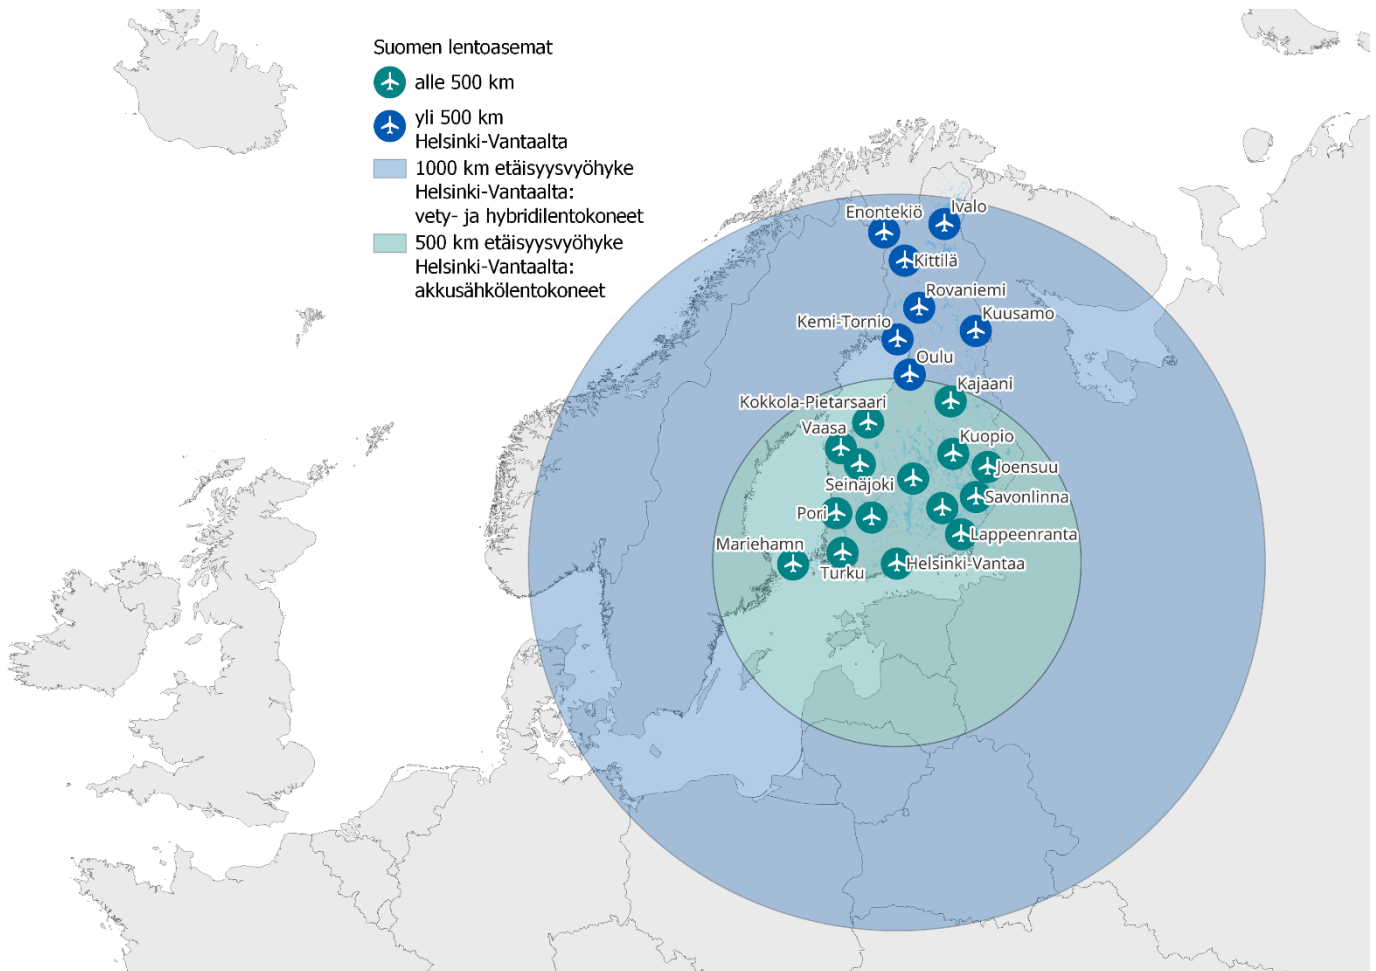 Suomen lentoasemat
alle 500 km
yli 500 km
Helsinki-Vantaalta
1000 km etäisyysvyöhyke
Helsinki-Vantaalta:
vety- ja hybridilentokoneet
500 km etäisyysvyöhyke
Helsinki-Vantaalta:
akkusähkölentokoneet
Ivalo
Enontekiö
Kittilä
Rovaniemi
Kuusamo
Kemi-Tornio
Oulu
Kajaani
Kokkola-Pietarsaari
Vaasa
Kuopio
Joensuu
Seinäjoki
Savonlinna
Pori
Lappeenranta
Mariehamn
Helsinki-Vantaa
Turku